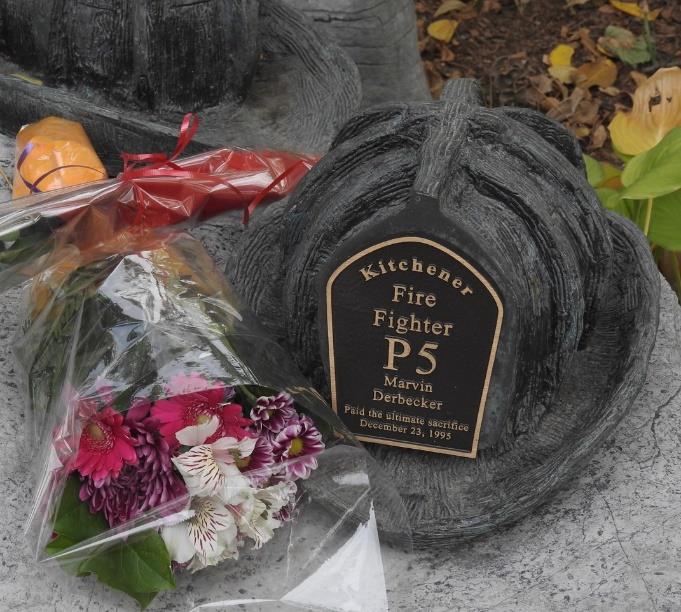 Kitchener
Fire
Fighter
P5
Marvin
Derbecker
Paid the ultimate sacrifice
December 23, 1995